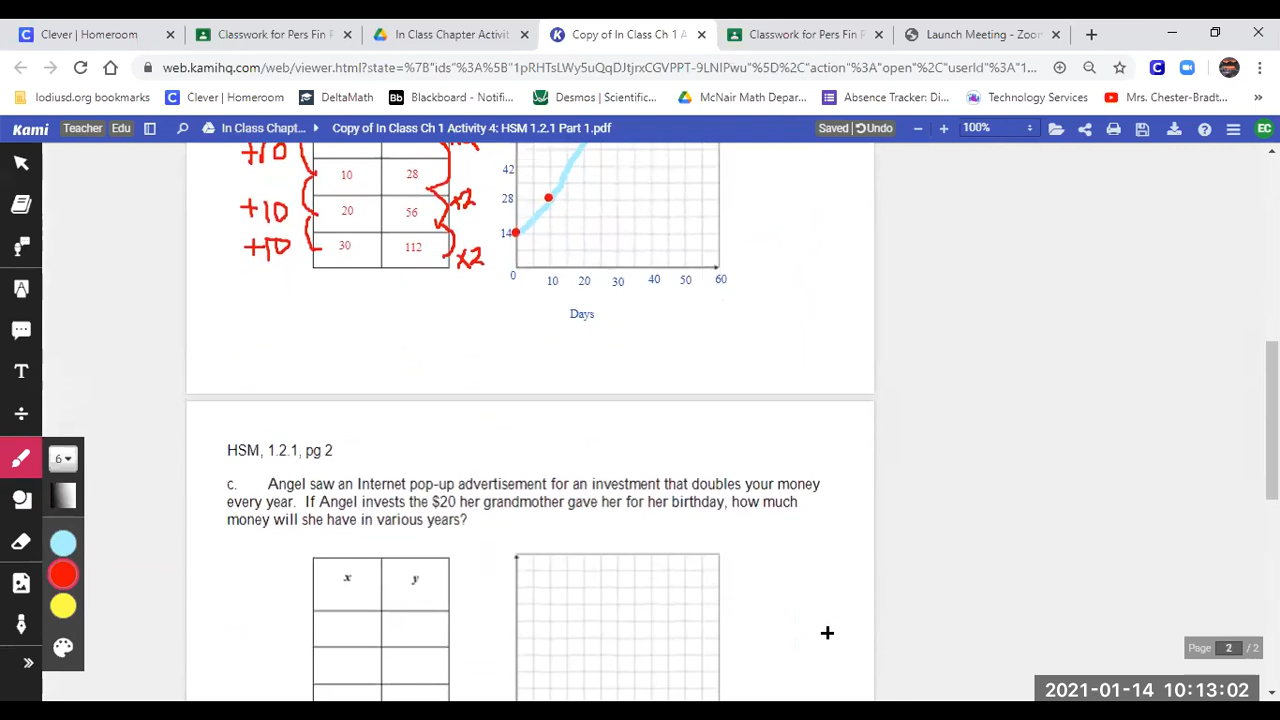 Clever | Homeroom
Classwork for Pers Fin F
In Class Chapter Activit
Copy of In Class Ch 1 A
Classwork for Pers Fin P
Launch Meeting - Zoom
web.kamihq.com/web/viewer.html?state=%7B"ids"%3A%5B"1pRHTsLWy5uQqDJtjrxCGVPPT-9LNIPwu"%5D%2C"action"%3A"open"%2C"userId"%3A"1...
lodiusd.org bookmarks
Clever | Homeroom
DeltaMath
Bb Blackboard - Notifi...
Desmos | Scientific...
McNair Math Depar...
Absence Tracker: Di...
Technology Services
Mrs. Chester-Bradt...
»
Kami Teacher Edu In Class Chapt... Copy of In Class Ch 1 Activity 4: HSM 1.2.1 Part 1.pdf Saved Undo 100% EC
+10
10 28
+10 20 56 x2
+10 30 112 x2
42
28
14
0 10 20 30 40 50 60
Days
HSM, 1.2.1, pg 2
c. Angel saw an Internet pop-up advertisement for an investment that doubles your money
every year. If Angel invests the $20 her grandmother gave her for her birthday, how much
money will she have in various years?
x y
6
Page 2 / 2
2021-01-14 10:13:02